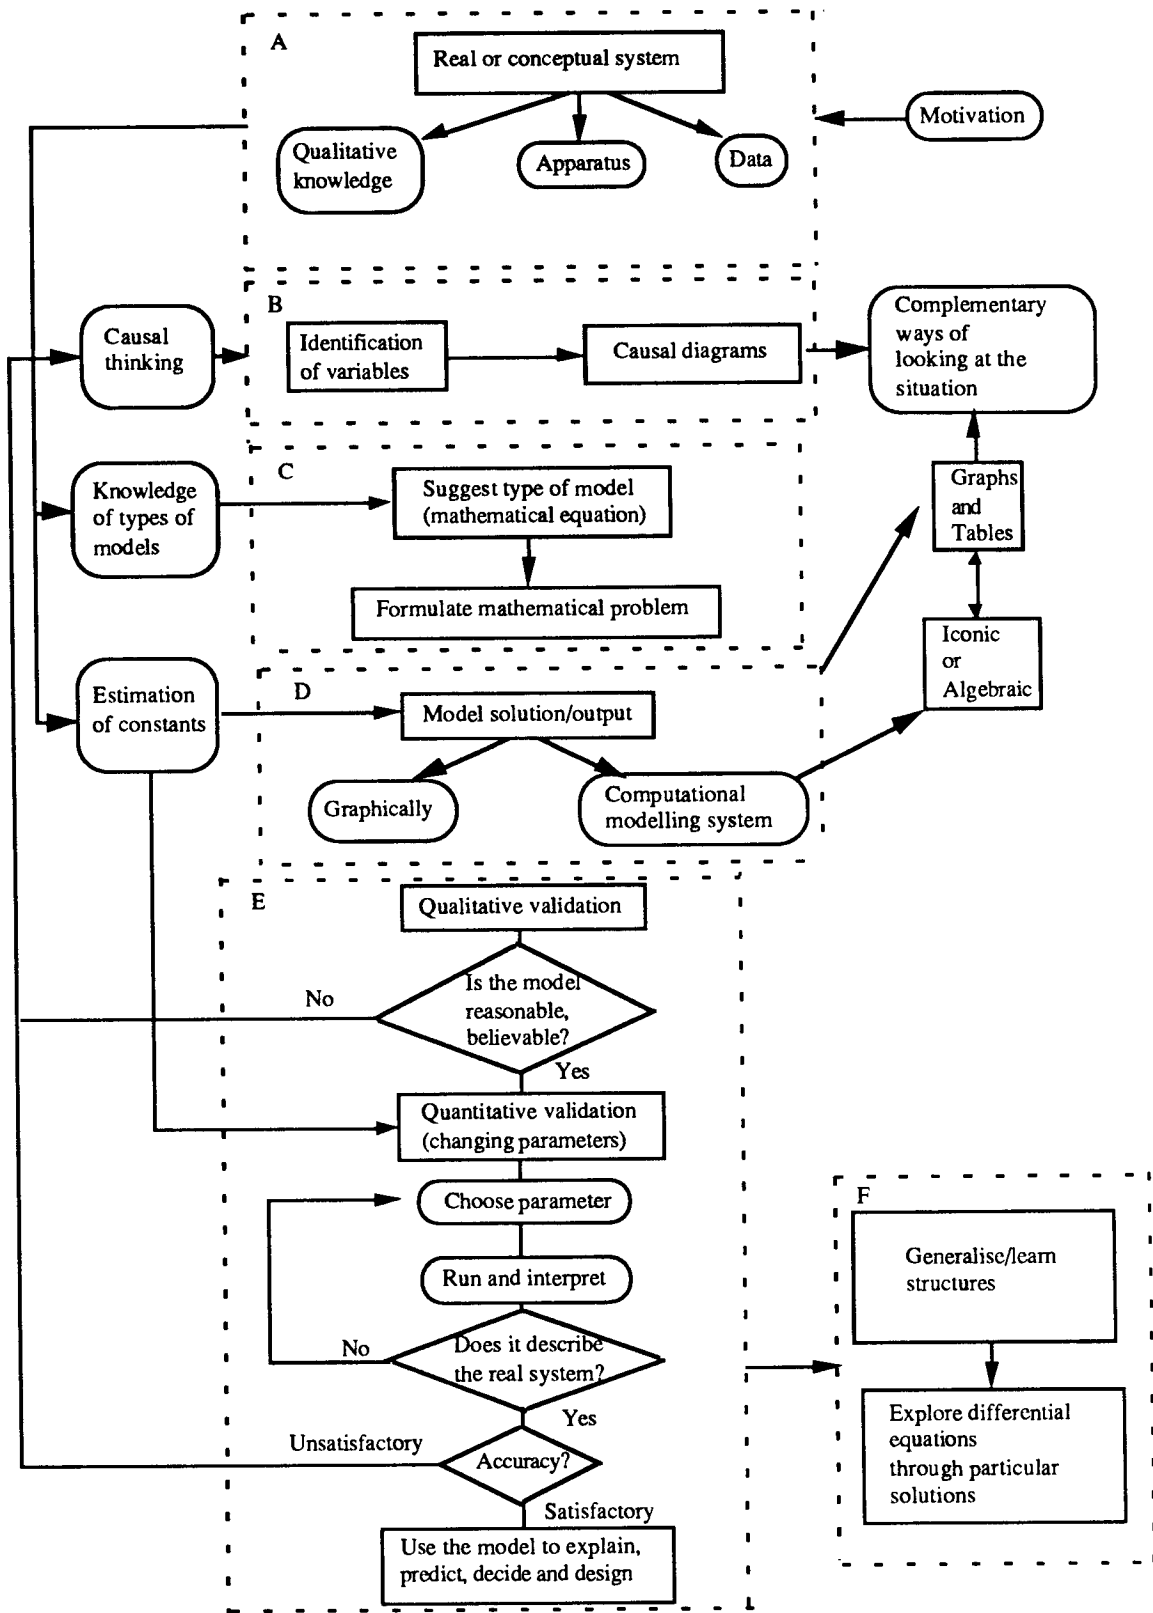 A
Real or conceptual system
Motivation
Qualitative
knowledge
Apparatus
Data
B
Causal
thinking
Identification
of variables
Causal diagrams
Complementary
ways of
looking at the
situation
C
Knowledge
of types of
models
Suggest type of model
(mathematical equation)
Graphs
and
Tables
Formulate mathematical problem
Iconic
or
Algebraic
D
Estimation
of constants
Model solution/output
Graphically
Computational
modelling system
E
Qualitative validation
Is the model
reasonable,
believable?
No
Yes
Quantitative validation
(changing parameters)
Choose parameter
Run and interpret
Does it describe
the real system?
No
Yes
Unsatisfactory
Accuracy?
Satisfactory
Use the model to explain,
predict, decide and design
F
Generalise/learn
structures
Explore differential
equations
through particular
solutions